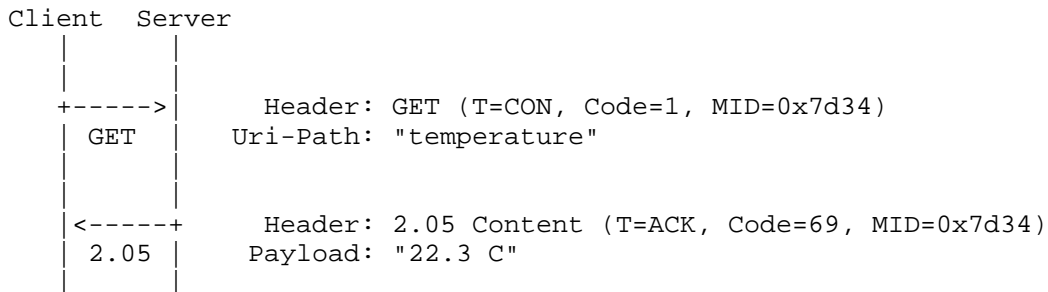 Client  Server
   |      |
   |      |
   +----->|     Header: GET (T=CON, Code=1, MID=0x7d34)
   | GET  |   Uri-Path: "temperature"
   |      |
   |      |
   |<-----+     Header: 2.05 Content (T=ACK, Code=69, MID=0x7d34)
   | 2.05 |    Payload: "22.3 C"
   |      |